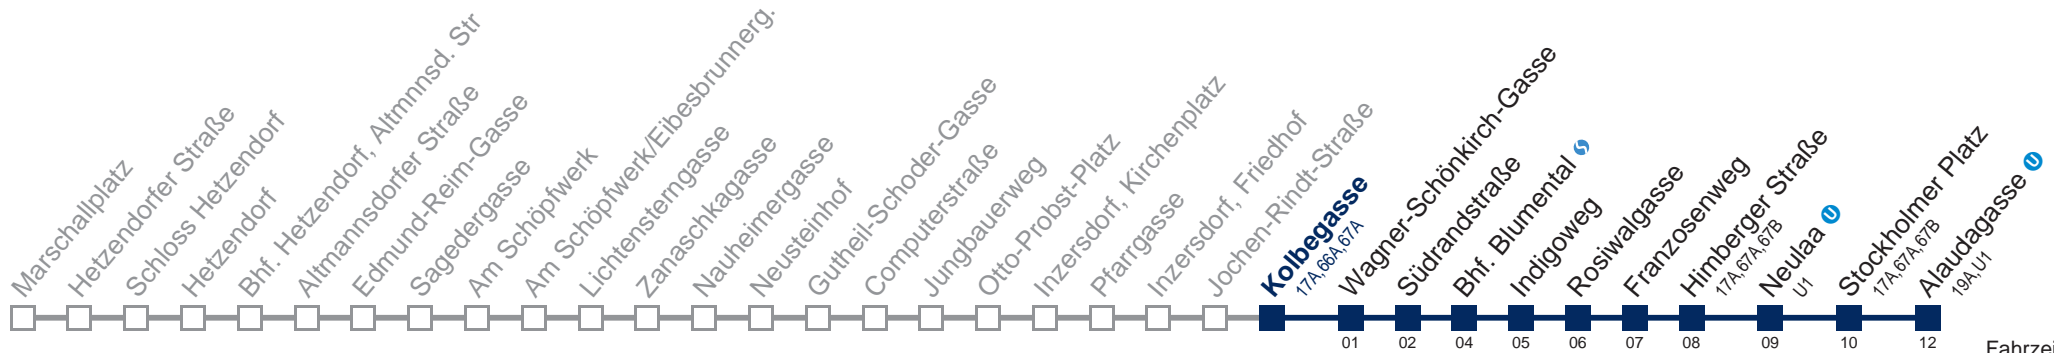 Marschallplatz
Hetzendorfer Straße
Schloss Hetzendorf
Hetzendorf
Bhf. Hetzendorf, Altmnnsd. Str
Altmannsdorfer Straße
Edmund-Reim-Gasse
Sagedergasse
Am Schöpfwerk
Am Schöpfwerk/Eibesbrunnerg.
Lichtensterngasse
Zanaschkagasse
Nauheimergasse
Neusteinhof
Gutheil-Schoder-Gasse
Computerstraße
Jungbauerweg
Otto-Probst-Platz
Inzersdorf, Kirchenplatz
Pfarrgasse
Inzersdorf, Friedhof
Jochen-Rindt-Straße
Kolbegasse
17A,66A,67A
Wagner-Schönkirch-Gasse
Südrandstraße
Bhf. Blumental S
Indigoweg
Rosiwalgasse
Franzosenweg
Himberger Straße
17A,67A,67B
Neulaa U
U1
Stockholmer Platz
17A,67A,67B
Alaudagasse U
19A,U1
01 02 04 05 06 07 08 09 10 12
Fahrzei